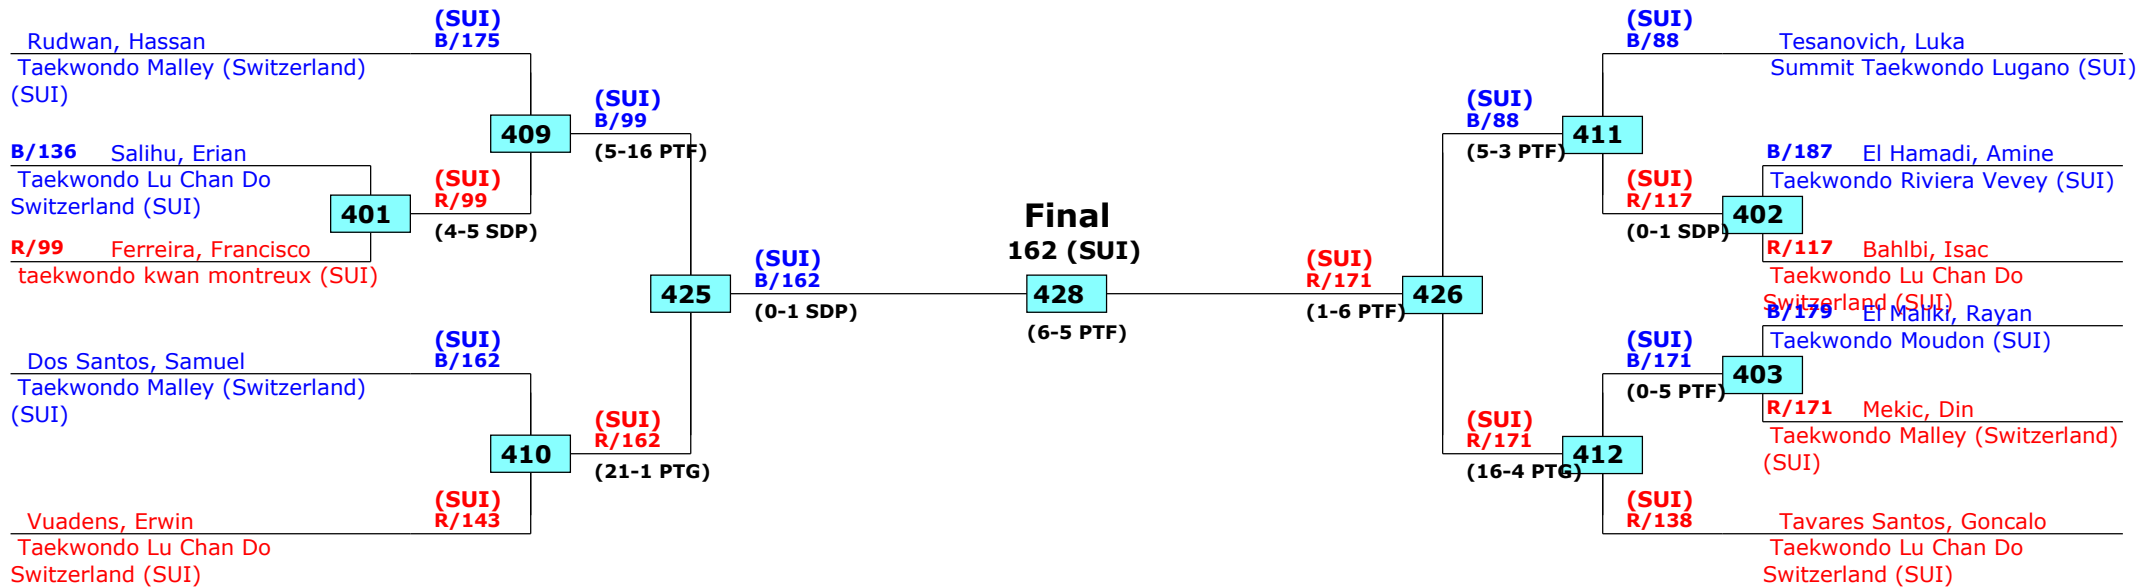 (SUI)
B/175
Rudwan, Hassan
Taekwondo Malley (Switzerland)
(SUI)
B/136 Salihu, Erian
Taekwondo Lu Chan Do
Switzerland (SUI)
R/99 Ferreira, Francisco
taekwondo kwan montreux (SUI)
401
(SUI)
R/99
(4-5 SDP)
409
(SUI)
B/99
(5-16 PTF)
(SUI)
B/162
Dos Santos, Samuel
Taekwondo Malley (Switzerland)
(SUI)
410
(SUI)
R/162
(21-1 PTG)
(SUI)
R/143
Vuadens, Erwin
Taekwondo Lu Chan Do
Switzerland (SUI)
425
(SUI)
B/162
(0-1 SDP)
Final
162 (SUI)
428
(6-5 PTF)
(SUI)
R/171
(1-6 PTF)
426
(SUI)
B/88
(5-3 PTF)
411
(SUI)
B/88
Tesanovich, Luka
Summit Taekwondo Lugano (SUI)
(SUI)
R/117
(0-1 SDP)
402
B/187 El Hamadi, Amine
Taekwondo Riviera Vevey (SUI)
R/117 Bahlbi, Isac
Taekwondo Lu Chan Do
Switzerland (SUI)
B/179 El Maliki, Rayan
Taekwondo Moudon (SUI)
403
(SUI)
B/171
(0-5 PTF)
R/171 Mekic, Din
Taekwondo Malley (Switzerland)
(SUI)
(SUI)
R/171
(16-4 PTG)
412
(SUI)
R/138
Tavares Santos, Goncalo
Taekwondo Lu Chan Do
Switzerland (SUI)